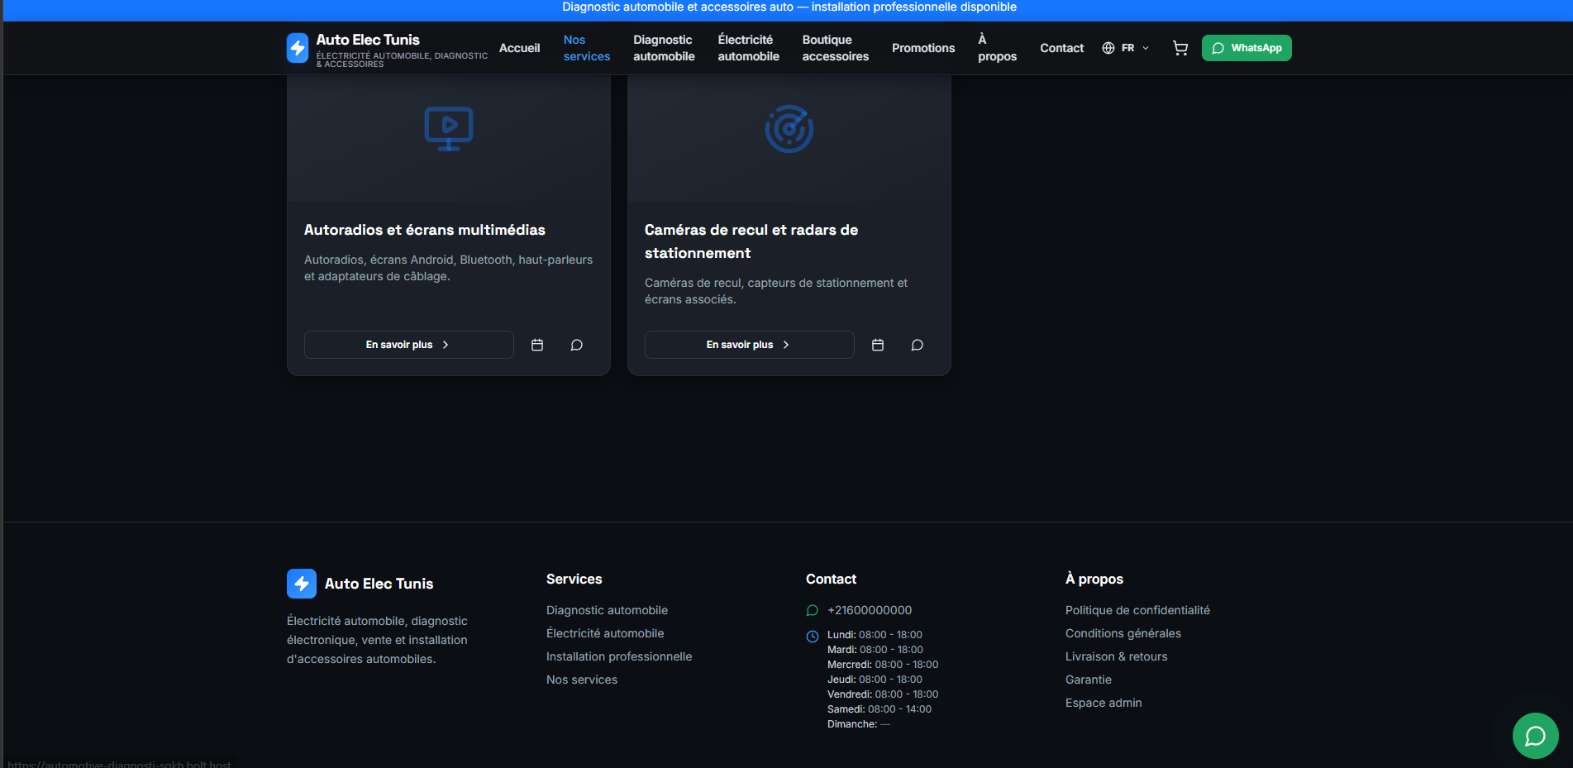 Diagnostic automobile et accessoires auto — installation professionnelle disponible
Auto Elec Tunis
ÉLECTRICITÉ AUTOMOBILE, DIAGNOSTIC
& ACCESSOIRES
Accueil
Nos
services
Diagnostic
automobile
Électricité
automobile
Boutique
accessoires
Promotions
À
propos
Contact
FR
WhatsApp
Autoradios et écrans multimédias
Autoradios, écrans Android, Bluetooth, haut-parleurs
et adaptateurs de câblage.
En savoir plus
Caméras de recul et radars de
stationnement
Caméras de recul, capteurs de stationnement et
écrans associés.
En savoir plus
Auto Elec Tunis
Électricité automobile, diagnostic
électronique, vente et installation
d'accessoires automobiles.
Services
Diagnostic automobile
Électricité automobile
Installation professionnelle
Nos services
Contact
+21600000000
Lundi: 08:00 - 18:00
Mardi: 08:00 - 18:00
Mercredi: 08:00 - 18:00
Jeudi: 08:00 - 18:00
Vendredi: 08:00 - 18:00
Samedi: 08:00 - 14:00
Dimanche: —
À propos
Politique de confidentialité
Conditions générales
Livraison & retours
Garantie
Espace admin